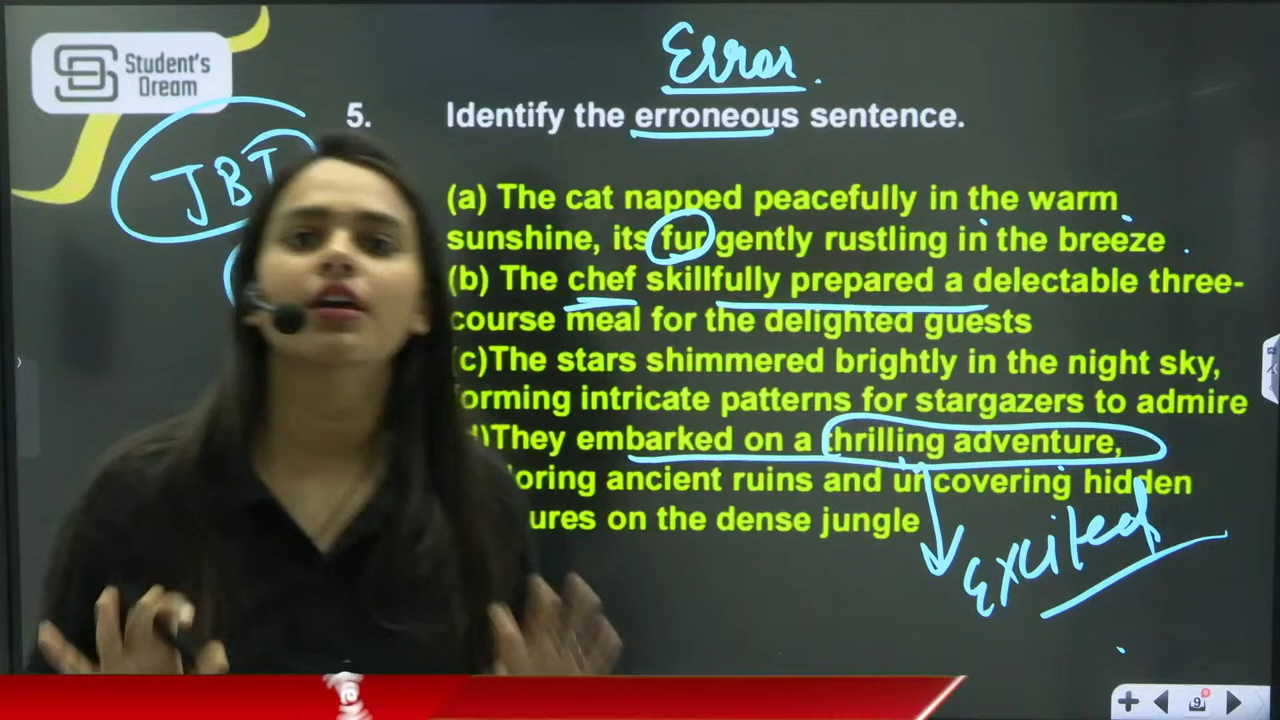 Student's
Dream
Error.
5. Identify the erroneous sentence.
JBT
(a) The cat napped peacefully in the warm
sunshine, its fur gently rustling in the breeze
(b) The chef skillfully prepared a delectable three-
course meal for the delighted guests
(c)The stars shimmered brightly in the night sky,
orming intricate patterns for stargazers to admire
d)They embarked on a thrilling adventure,
loring ancient ruins and uncovering hidden
ures on the dense jungle
Excited
9